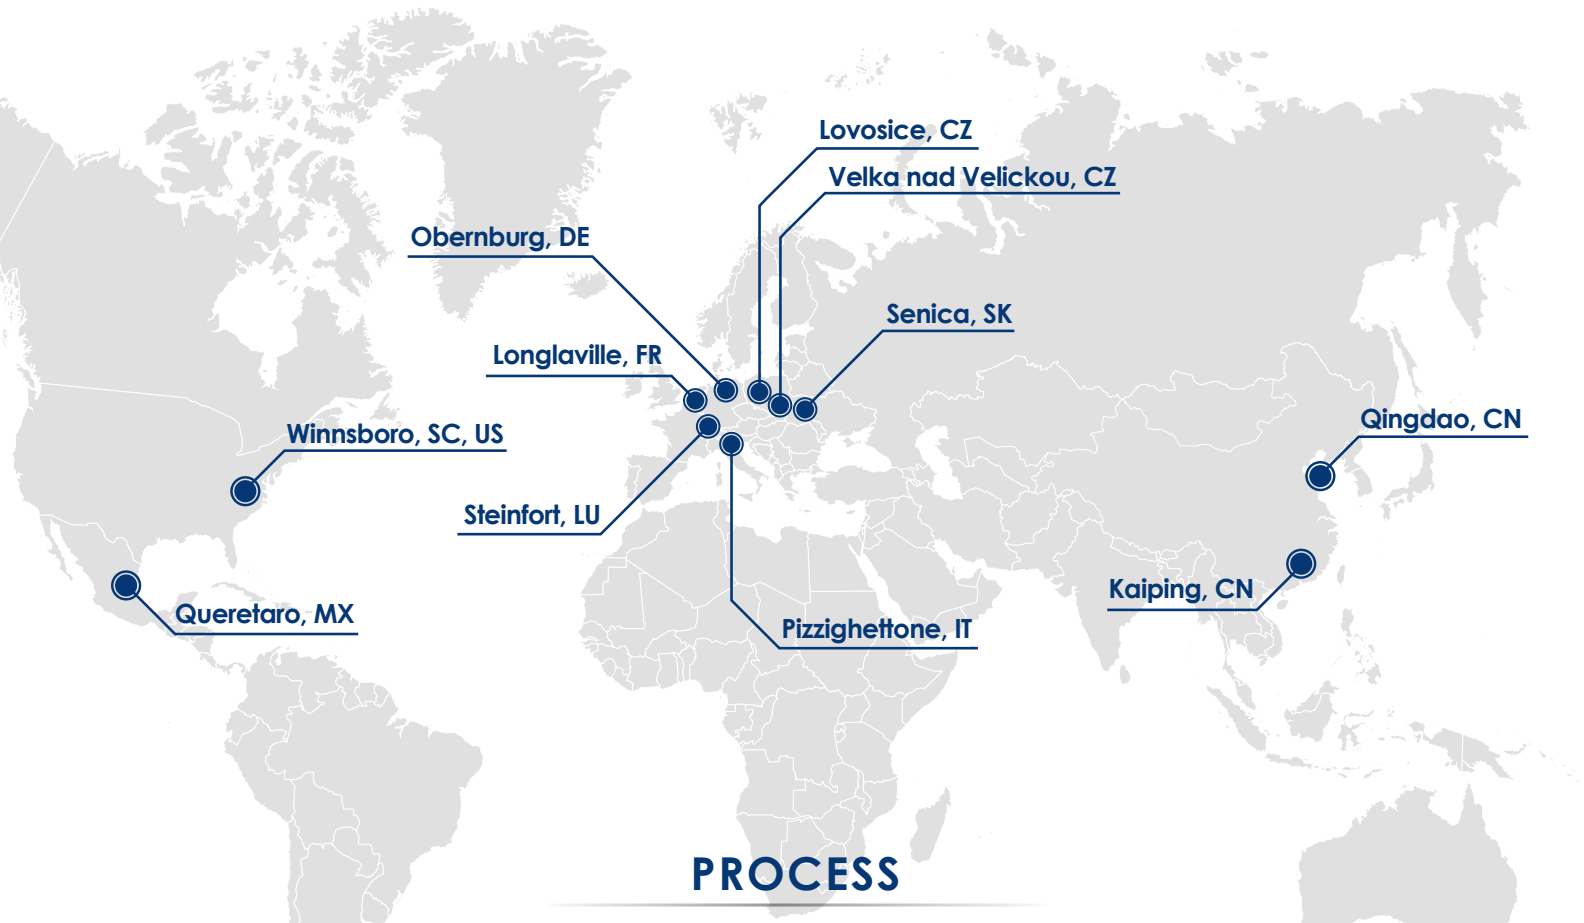 Lovosice, CZ
Velka nad Velickou, CZ
Obernburg, DE
Senica, SK
Longlaville, FR
Qingdao, CN
Winnsboro, SC, US
Steinfort, LU
Kaiping, CN
Queretaro, MX
Pizzighettone, IT
PROCESS